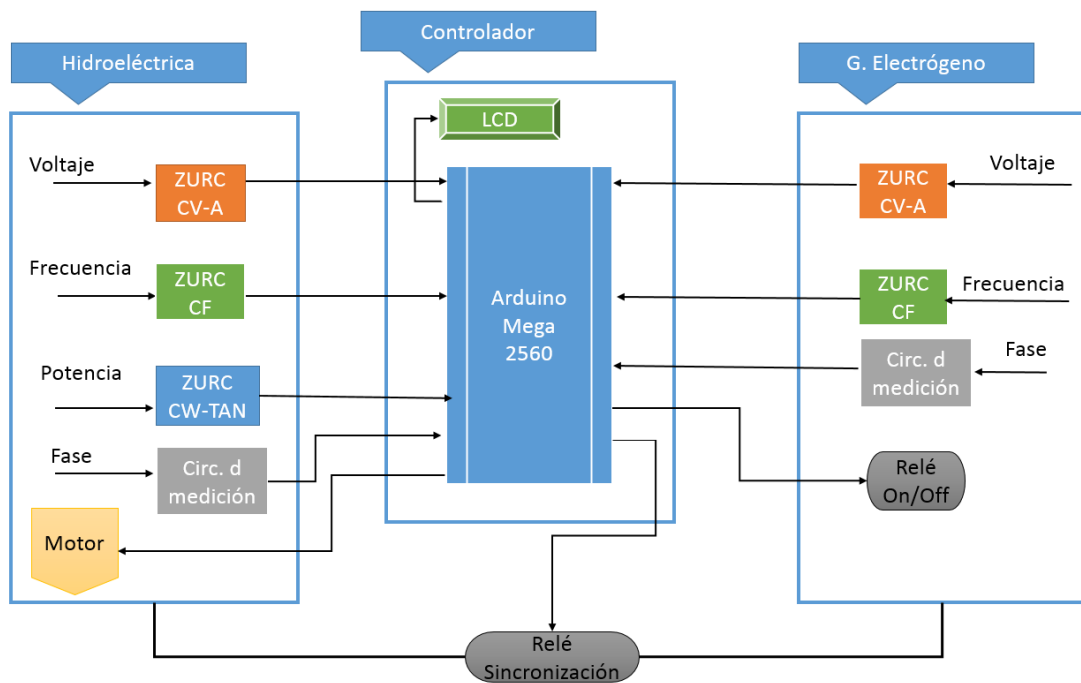 Hidroeléctrica
Controlador
G. Electrógeno
LCD
Voltaje
ZURC
CV-A
Frecuencia
ZURC
CF
Potencia
ZURC
CW-TAN
Fase
Circ. d
medición
Motor
Arduino
Mega
2560
Voltaje
ZURC
CV-A
Frecuencia
ZURC
CF
Fase
Circ. d
medición
Relé
On/Off
Relé
Sincronización